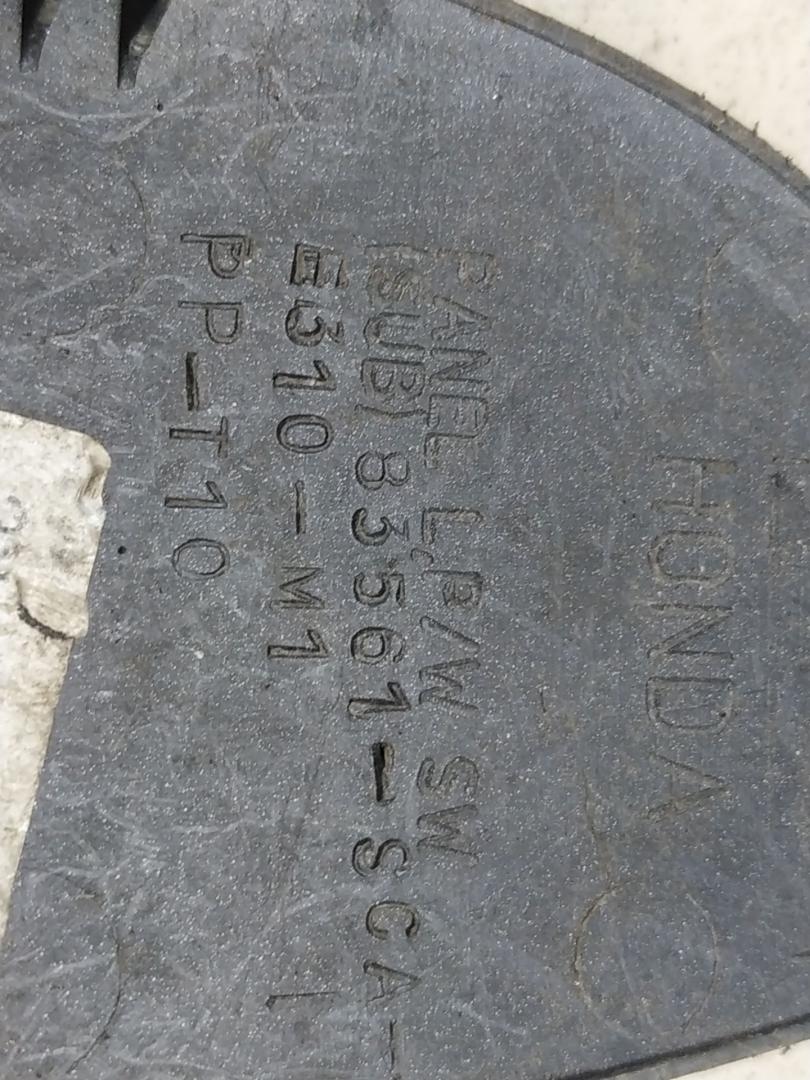 HONDA
PANEL L,P/W SW
(SUB) 83561-SCA-
E310-M1
PP-T10